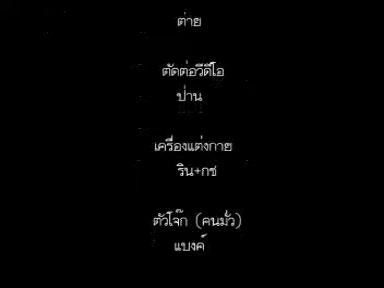 ต่าย
ตัดต่อวีดีโอ
ป่าน
เครื่องแต่งกาย
ริน+กช
ตัวโจ๊ก (คนมั่ว)
แบงค์